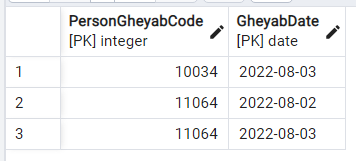 PersonGheyabCode GheyabDate
[PK] integer [PK] date
1 10034 2022-08-03
2 11064 2022-08-02
3 11064 2022-08-03